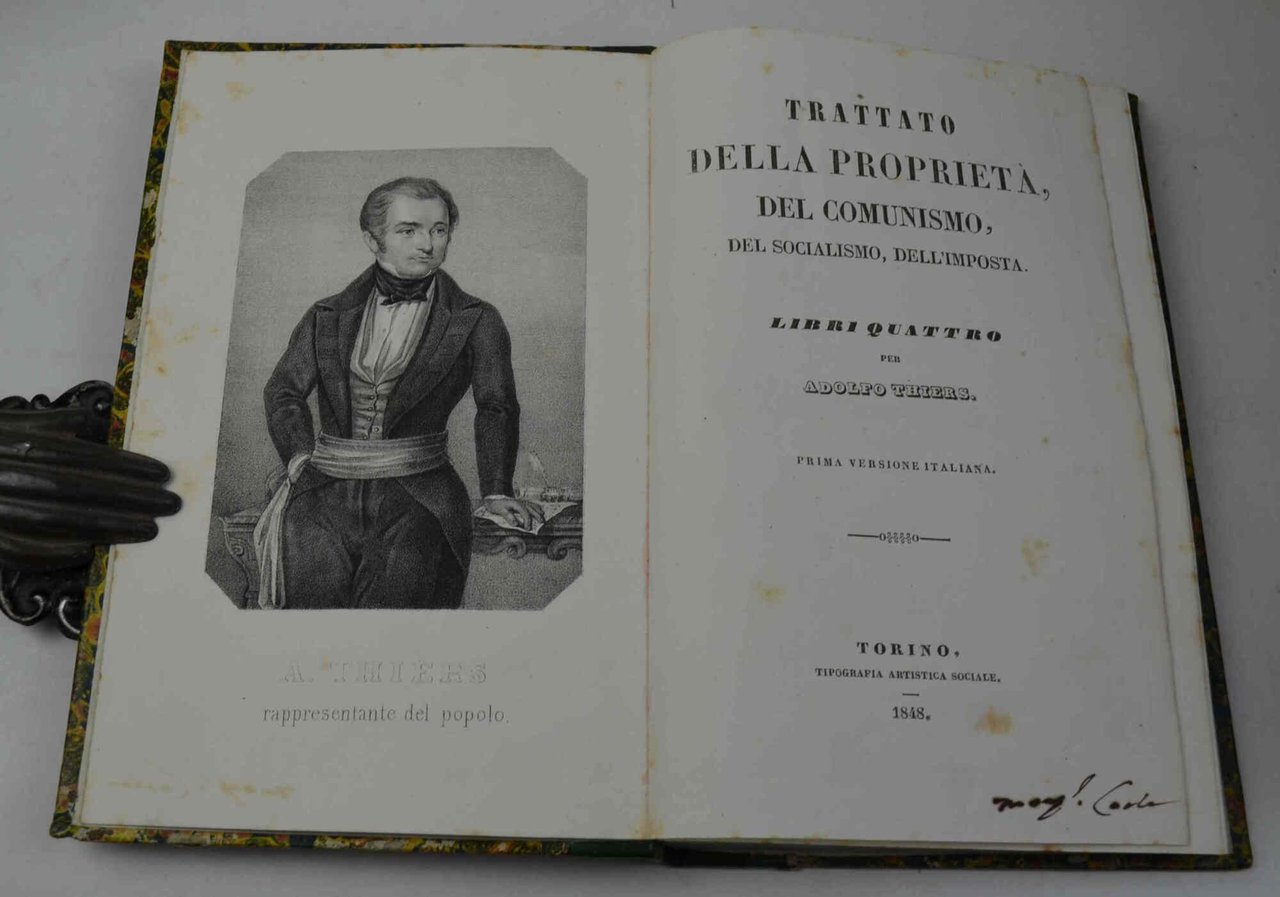 A. THIERS
rappresentante del popolo.
TRATTATO
DELLA PROPRIETÀ,
DEL COMUNISMO,
DEL SOCIALISMO, DELL'IMPOSTA.
LIBRI QUATTRO
PER
ADOLFO THIERS.
PRIMA VERSIONE ITALIANA.
TORINO,
TIPOGRAFIA ARTISTICA SOCIALE.
1848.